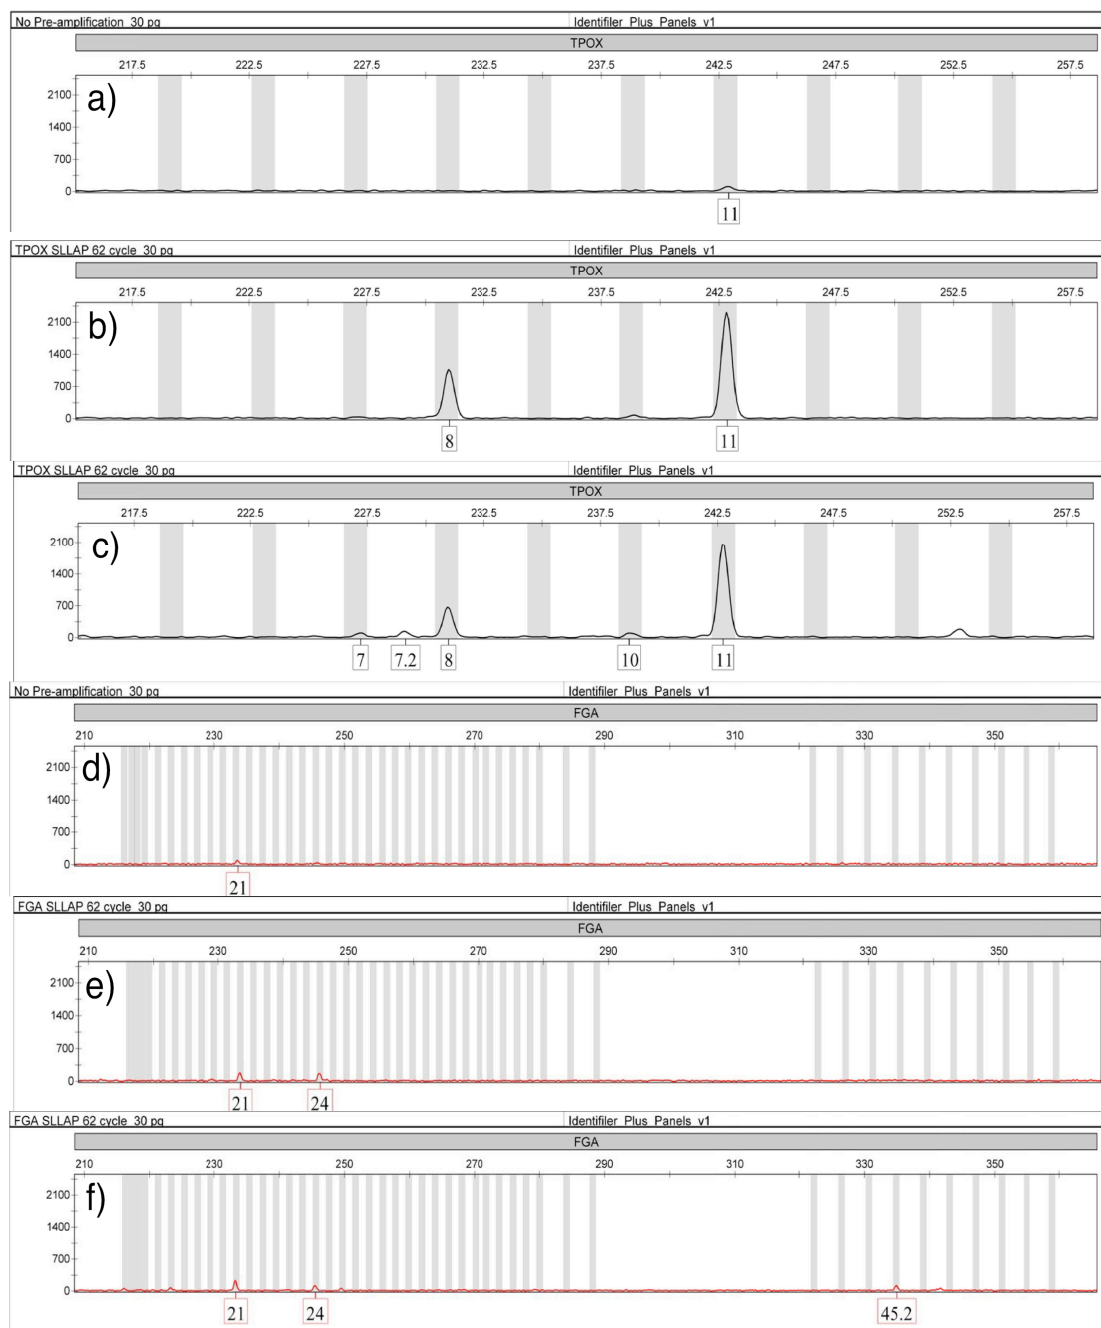 No Pre-amplification 30 pg Identifiler Plus Panels v1
TPOX
217.5 222.5 227.5 232.5 237.5 242.5 247.5 252.5 257.5
a)
2100
1400
700
0
11
TPOX SLLAP 62 cycle 30 pg Identifiler Plus Panels v1
TPOX
217.5 222.5 227.5 232.5 237.5 242.5 247.5 252.5 257.5
b)
2100
1400
700
0
8 11
TPOX SLLAP 62 cycle 30 pg Identifiler Plus Panels v1
TPOX
217.5 222.5 227.5 232.5 237.5 242.5 247.5 252.5 257.5
c)
2100
1400
700
0
7 7.2 8 10 11
No Pre-amplification 30 pg Identifiler Plus Panels v1
FGA
210 230 250 270 290 310 330 350
d)
2100
1400
700
0
21
FGA SLLAP 62 cycle 30 pg Identifiler Plus Panels v1
FGA
210 230 250 270 290 310 330 350
e)
2100
1400
700
0
21 24
FGA SLLAP 62 cycle 30 pg Identifiler Plus Panels v1
FGA
210 230 250 270 290 310 330 350
f)
2100
1400
700
0
21 24 45.2